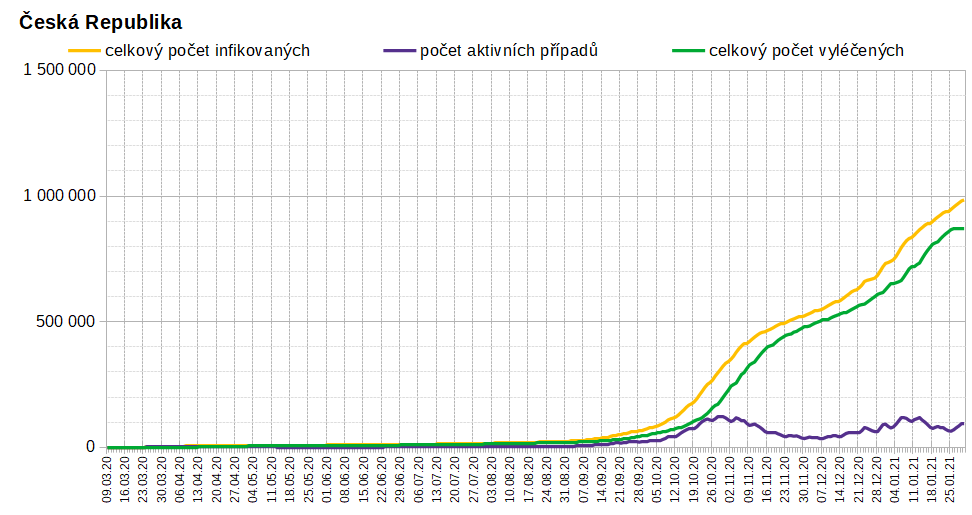 Česká Republika
celkový počet infikovaných počet aktivních případů celkový počet vyléčených
1 500 000
1 000 000
500 000
0
09.03.20 16.03.20 23.03.20 30.03.20 06.04.20 13.04.20 20.04.20 27.04.20 04.05.20 11.05.20 18.05.20 25.05.20 01.06.20 08.06.20 15.06.20 22.06.20 29.06.20 06.07.20 13.07.20 20.07.20 27.07.20 03.08.20 10.08.20 17.08.20 24.08.20 31.08.20 07.09.20 14.09.20 21.09.20 28.09.20 05.10.20 12.10.20 19.10.20 26.10.20 02.11.20 09.11.20 16.11.20 23.11.20 30.11.20 07.12.20 14.12.20 21.12.20 28.12.20 04.01.21 11.01.21 18.01.21 25.01.21